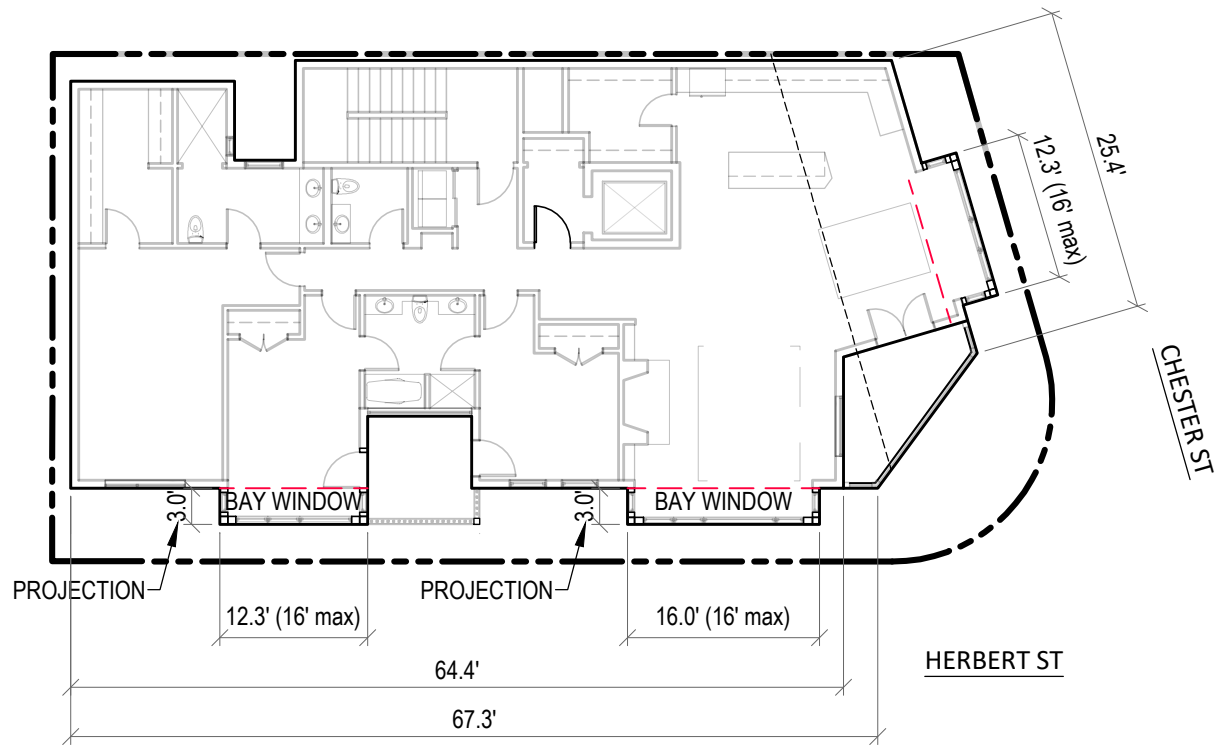 25.4'
12.3' (16' max)
CHESTER ST
BAY WINDOW
BAY WINDOW
3.0'
3.0'
PROJECTION
PROJECTION
12.3' (16' max)
16.0' (16' max)
HERBERT ST
64.4'
67.3'